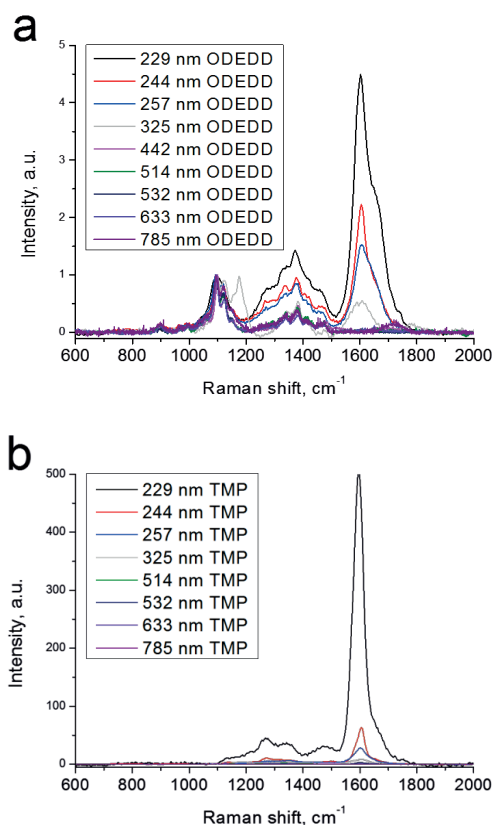 a
5
4
3
2
1
0
Intensity, a.u.
229 nm ODEDD
244 nm ODEDD
257 nm ODEDD
325 nm ODEDD
442 nm ODEDD
514 nm ODEDD
532 nm ODEDD
633 nm ODEDD
785 nm ODEDD
600 800 1000 1200 1400 1600 1800 2000
Raman shift, cm⁻¹
b
500
400
300
200
100
0
Intensity, a.u.
229 nm TMP
244 nm TMP
257 nm TMP
325 nm TMP
514 nm TMP
532 nm TMP
633 nm TMP
785 nm TMP
600 800 1000 1200 1400 1600 1800 2000
Raman shift, cm⁻¹